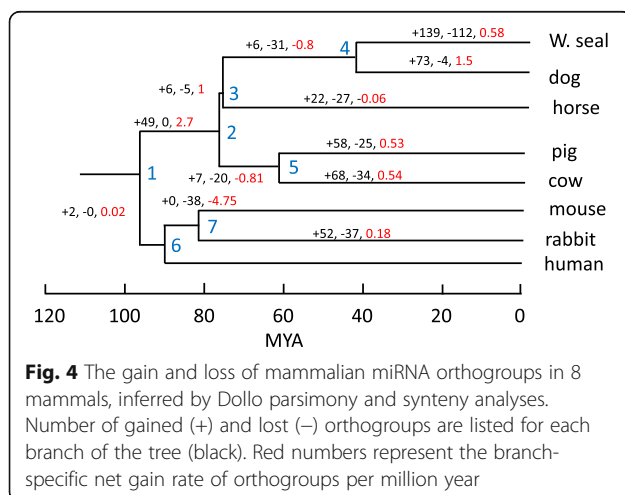 +139, -112, 0.58
W. seal
+6, -31, -0.8
4
+73, -4, 1.5
dog
+6, -5, 1
3
+22, -27, -0.06
horse
+49, 0, 2.7
2
+58, -25, 0.53
pig
1
5
+7, -20, -0.81
+68, -34, 0.54
cow
+0, -38, -4.75
mouse
+2, -0, 0.02
7
+52, -37, 0.18
rabbit
6
human
120 100 80 60 40 20 0
MYA
Fig. 4 The gain and loss of mammalian miRNA orthogroups in 8
mammals, inferred by Dollo parsimony and synteny analyses.
Number of gained (+) and lost (−) orthogroups are listed for each
branch of the tree (black). Red numbers represent the branch-
specific net gain rate of orthogroups per million year